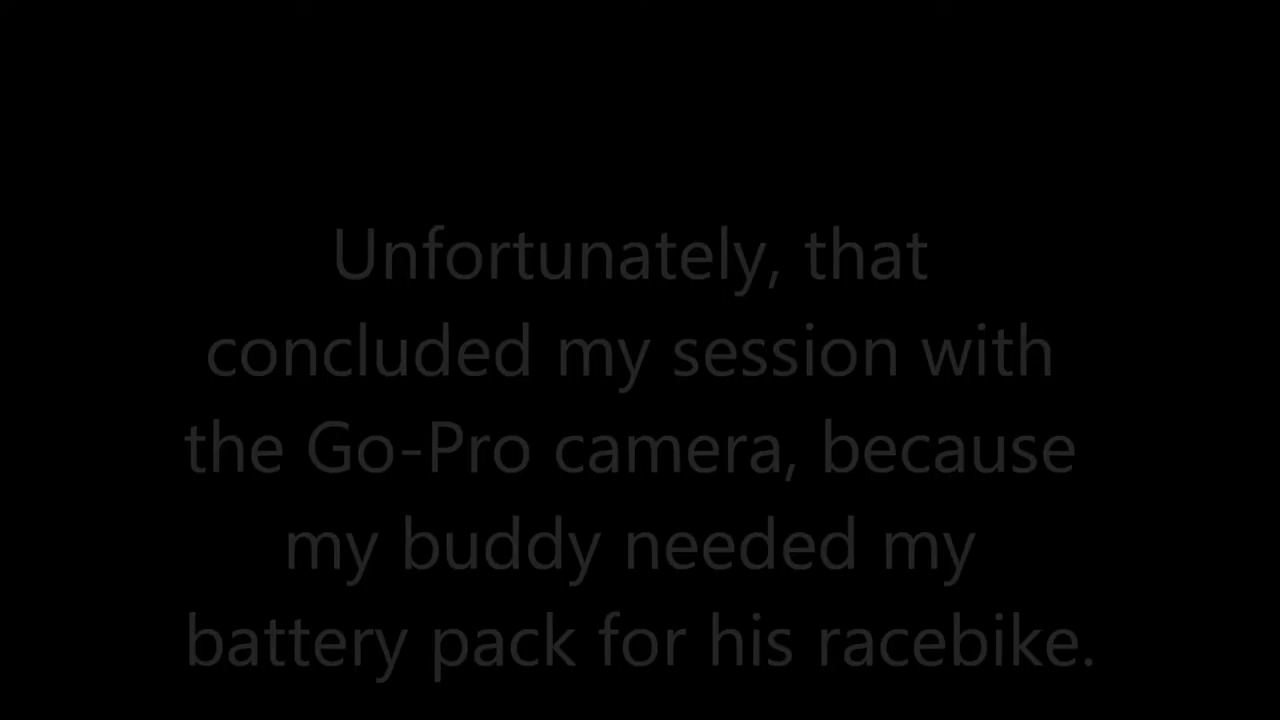 Unfortunately, that
concluded my session with
the Go-Pro camera, because
my buddy needed my
battery pack for his racebike.